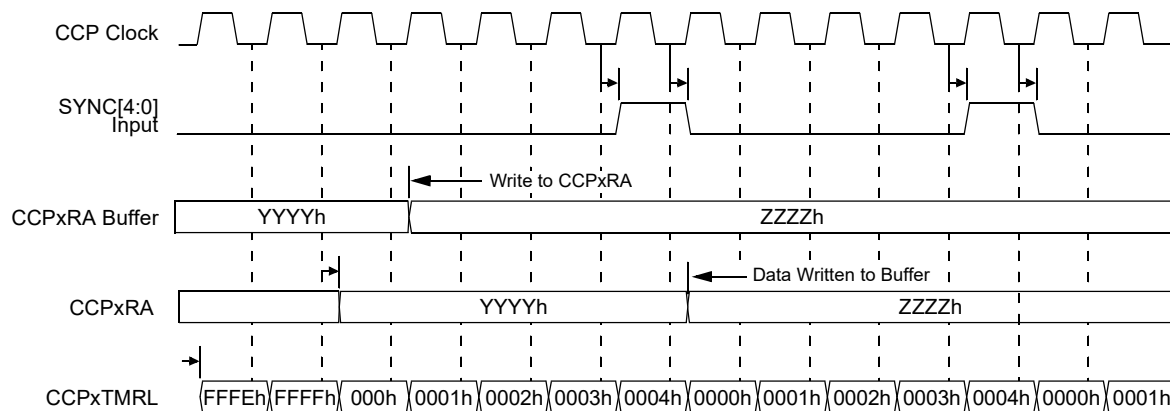 CCP Clock
SYNC[4:0]
Input
Write to CCPxRA
CCPxRA Buffer
YYYYh
ZZZZh
Data Written to Buffer
CCPxRA
YYYYh
ZZZZh
CCPxTMRL
FFFEh
FFFFh
000h
0001h
0002h
0003h
0004h
0000h
0001h
0002h
0003h
0004h
0000h
0001h